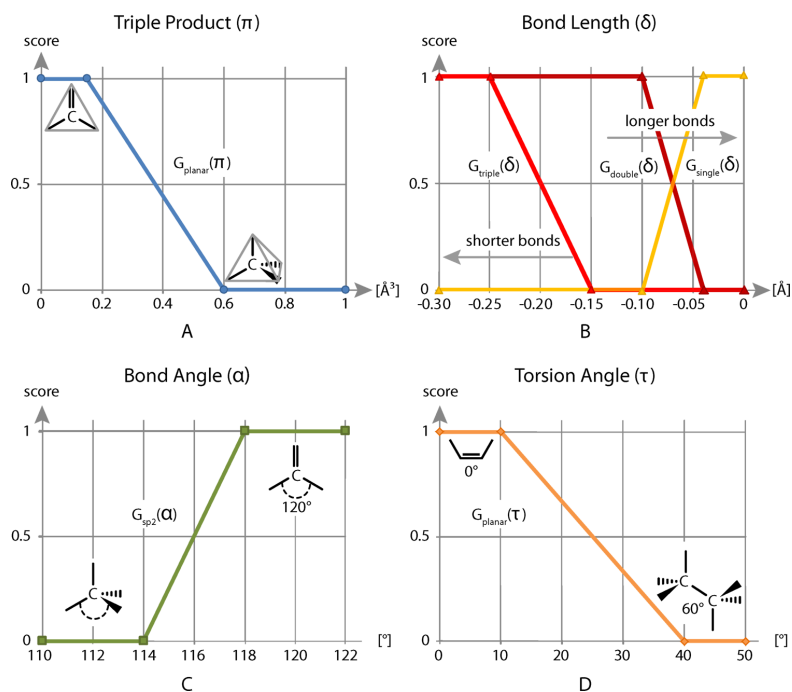 Triple Product (π)
score
1
0.5
0
C
G_planar(π)
C
0 0.2 0.4 0.6 0.8 1 [Å³]
A
Bond Length (δ)
score
1
longer bonds
G_triple(δ) G_double(δ) G_single(δ)
0.5
shorter bonds
0
-0.30 -0.25 -0.20 -0.15 -0.10 -0.05 0 [Å]
B
Bond Angle (α)
score
1
C
120°
G_sp2(α)
0.5
C
0
110 112 114 116 118 120 122 [°]
C
Torsion Angle (τ)
score
1
0°
G_planar(τ)
0.5
C
60° C
0
0 10 20 30 40 50 [°]
D